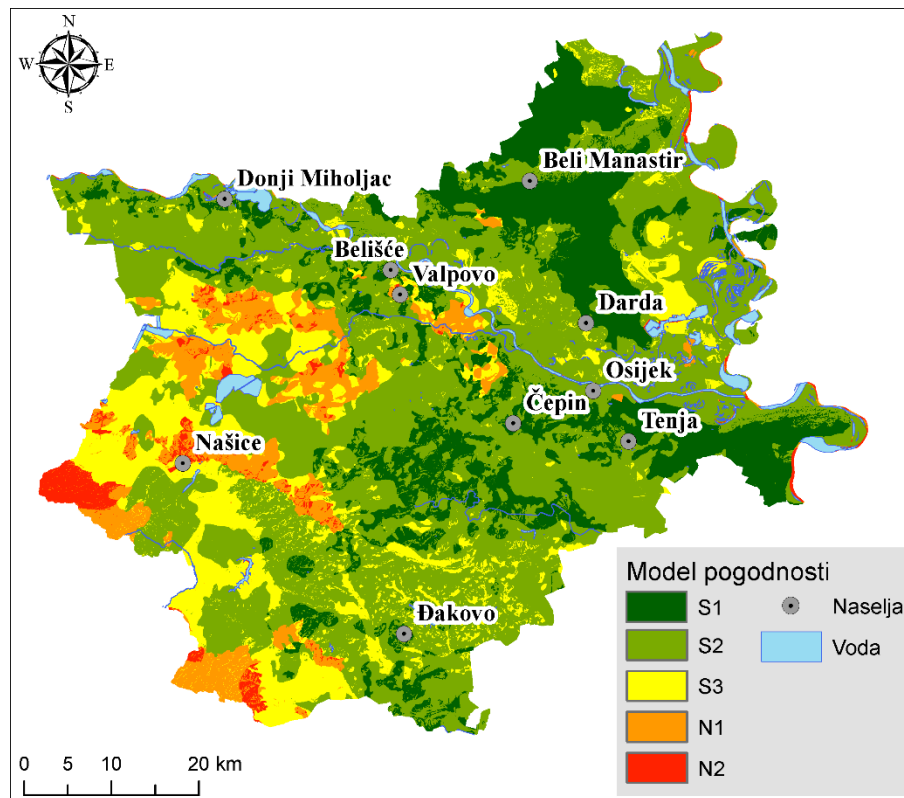 N
W E
S
Beli Manastir
Donji Miholjac
Belišće
Valpovo
Darda
Osijek
Čepin
Tenja
Našice
Đakovo
Model pogodnosti
S1
S2
S3
N1
N2
Naselja
Voda
0 5 10 20 km